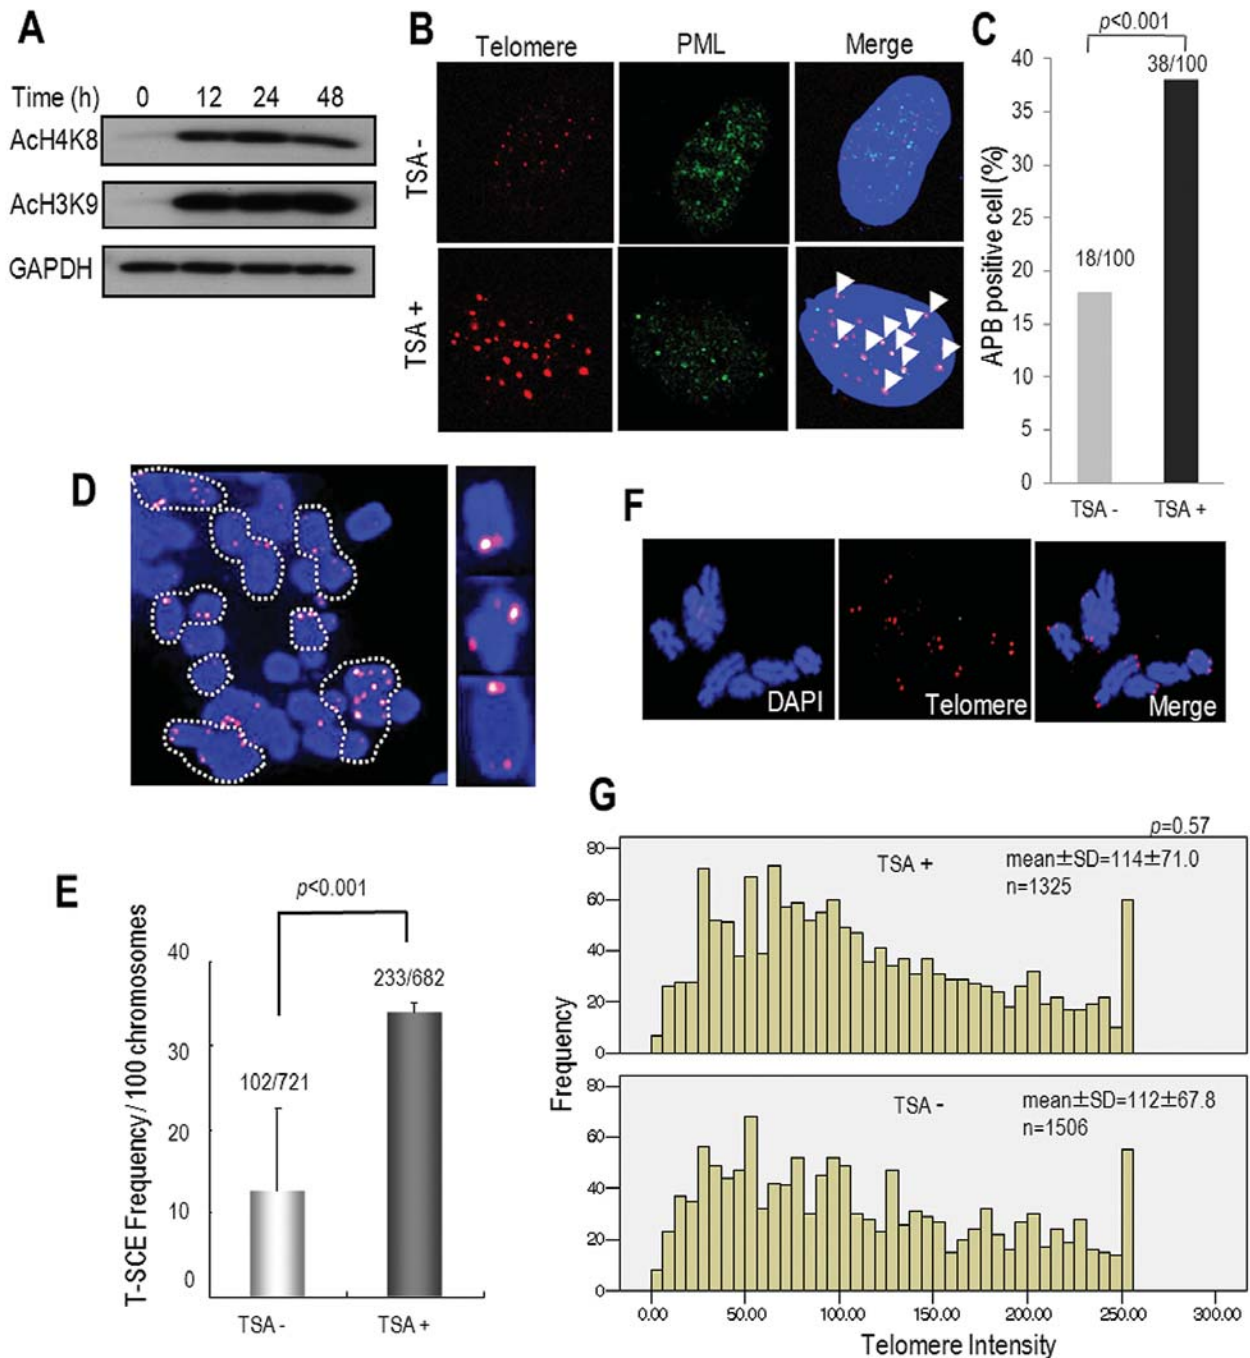 A
Time (h) 0 12 24 48
AcH4K8
AcH3K9
GAPDH
B
Telomere PML Merge
TSA -
TSA +
C
p<0.001
38/100
18/100
APB positive cell (%)
40
35
30
25
20
15
10
5
0
TSA - TSA +
D
F
DAPI Telomere Merge
E
p<0.001
233/682
102/721
T-SCE Frequency / 100 chromosomes
40
30
20
10
0
TSA - TSA +
G
p=0.57
TSA +
mean±SD=114±71.0
n=1325
80
60
40
20
0
TSA -
mean±SD=112±67.8
n=1506
80
60
40
20
0
Frequency
0.00 50.00 100.00 150.00 200.00 250.00 300.00
Telomere Intensity